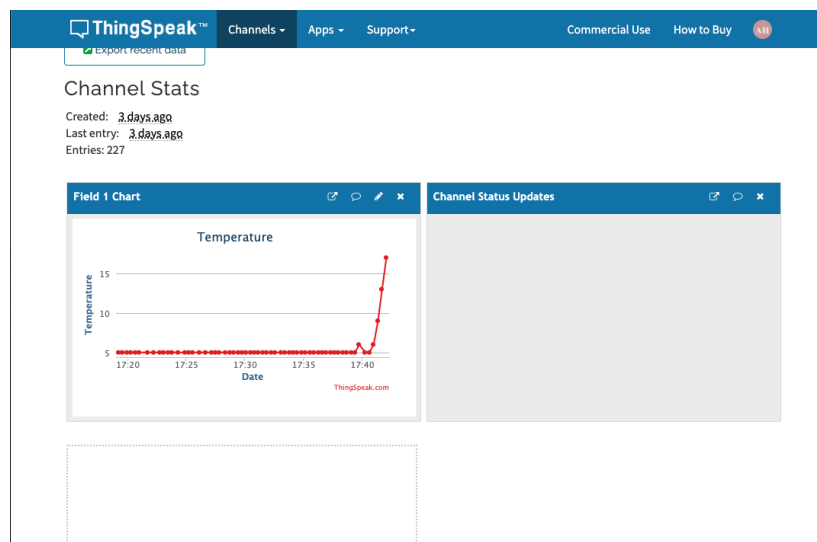 ThingSpeak™ Channels Apps Support Commercial Use How to Buy AH
Export recent data
Channel Stats
Created: 3 days ago
Last entry: 3 days ago
Entries: 227
Field 1 Chart
Temperature
Temperature
15
10
5
17:20 17:25 17:30 17:35 17:40
Date
ThingSpeak.com
Channel Status Updates